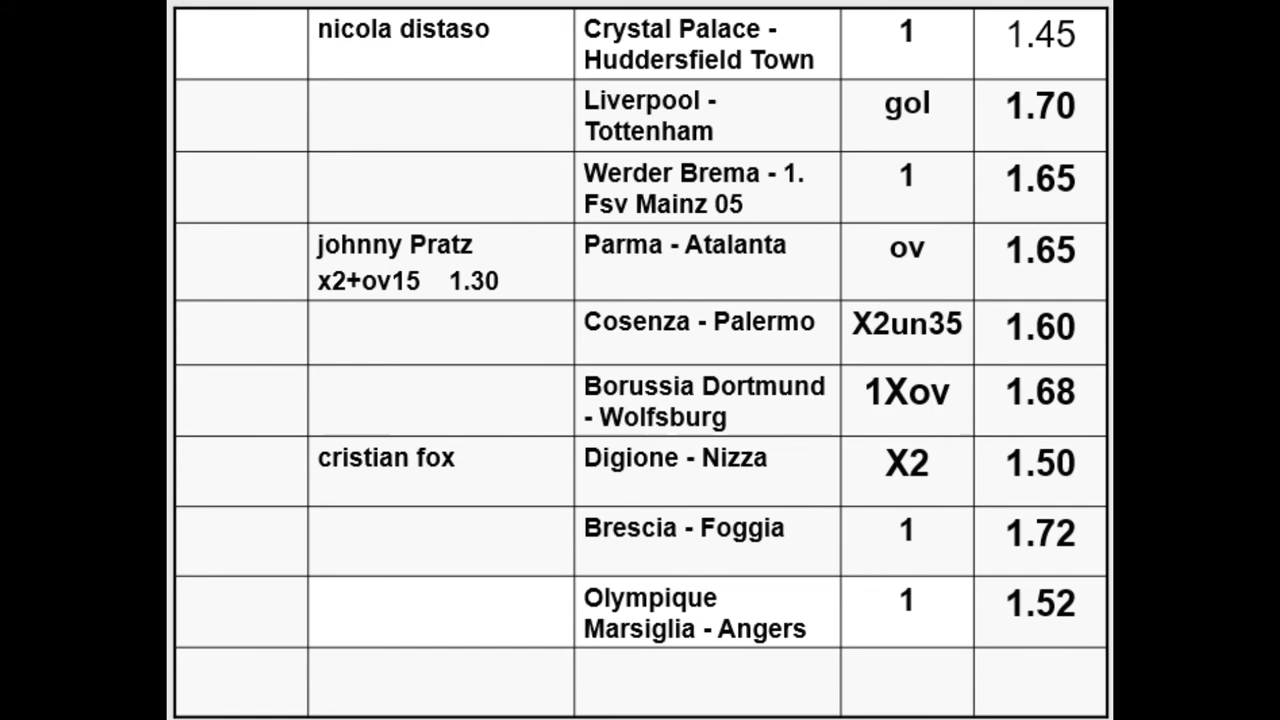 nicola distaso Crystal Palace - 1 1.45
Huddersfield Town
Liverpool - gol 1.70
Tottenham
Werder Brema - 1. 1 1.65
Fsv Mainz 05
johnny Pratz Parma - Atalanta ov 1.65
x2+ov15 1.30
Cosenza - Palermo X2un35 1.60
Borussia Dortmund 1Xov 1.68
- Wolfsburg
cristian fox Digione - Nizza X2 1.50
Brescia - Foggia 1 1.72
Olympique 1 1.52
Marsiglia - Angers